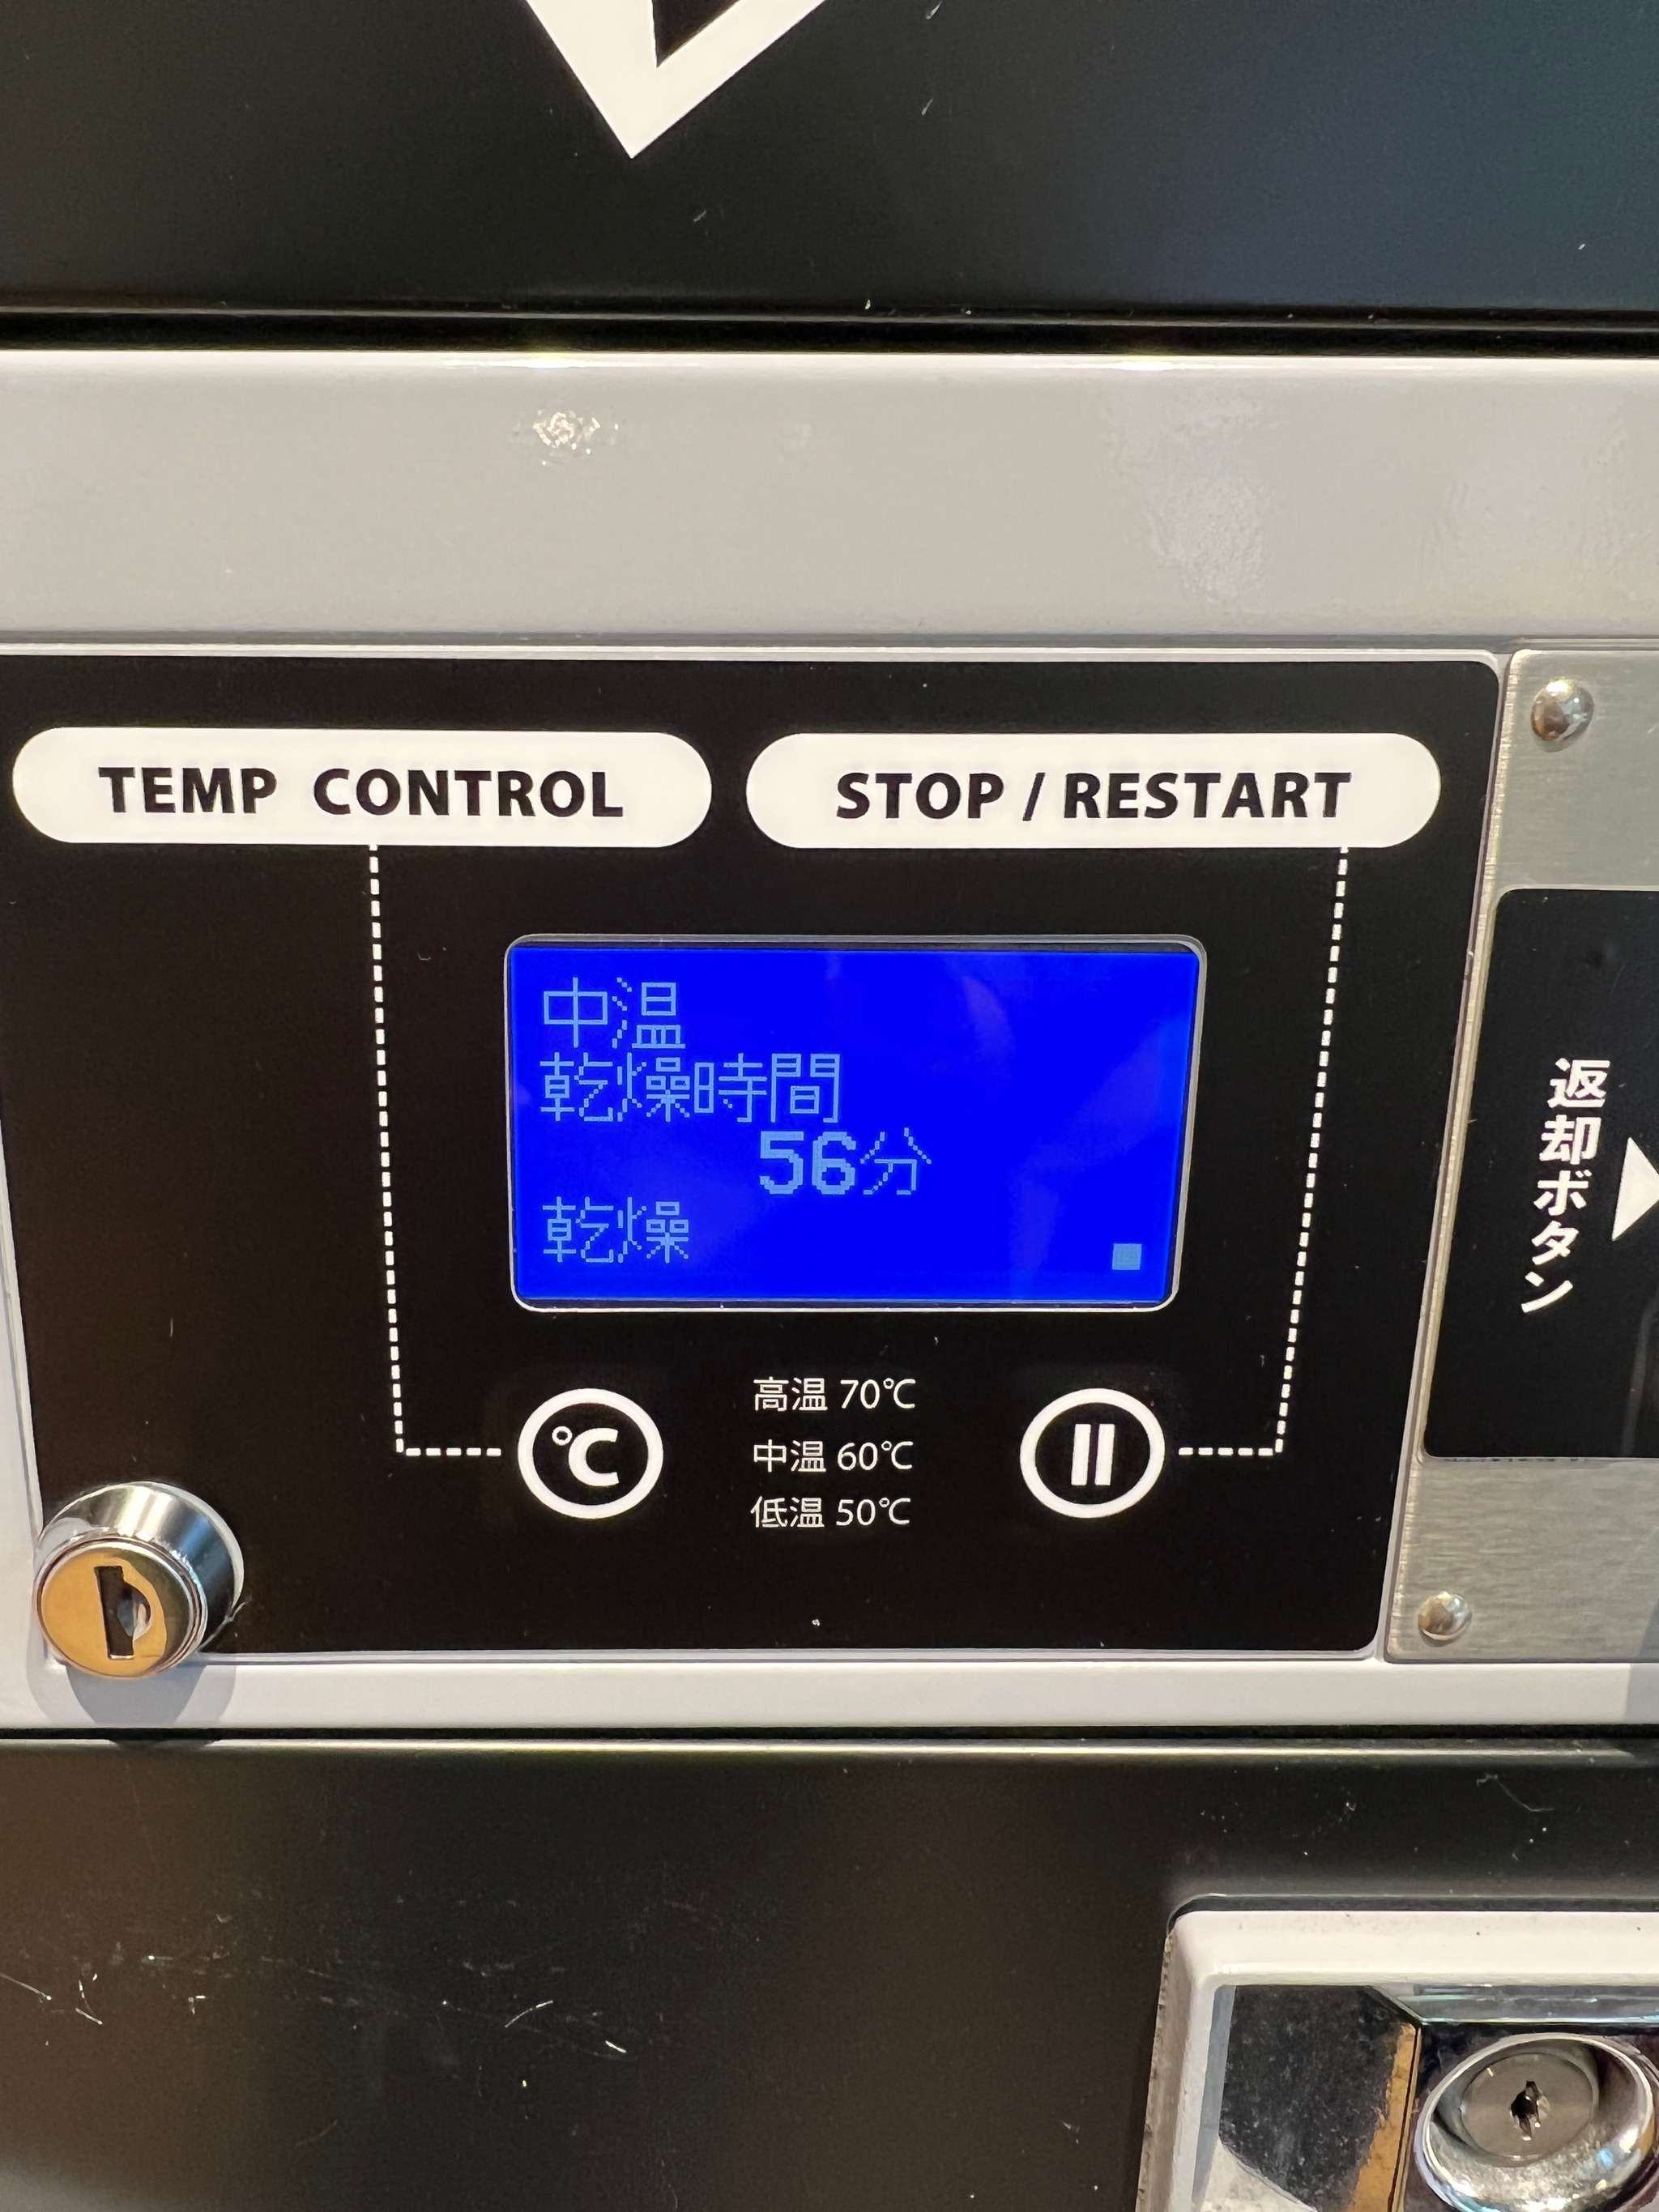 TEMP CONTROL
STOP / RESTART
中温
乾燥時間
56分
乾燥
℃
高温 70℃
中温 60℃
低温 50℃
返却ボタン